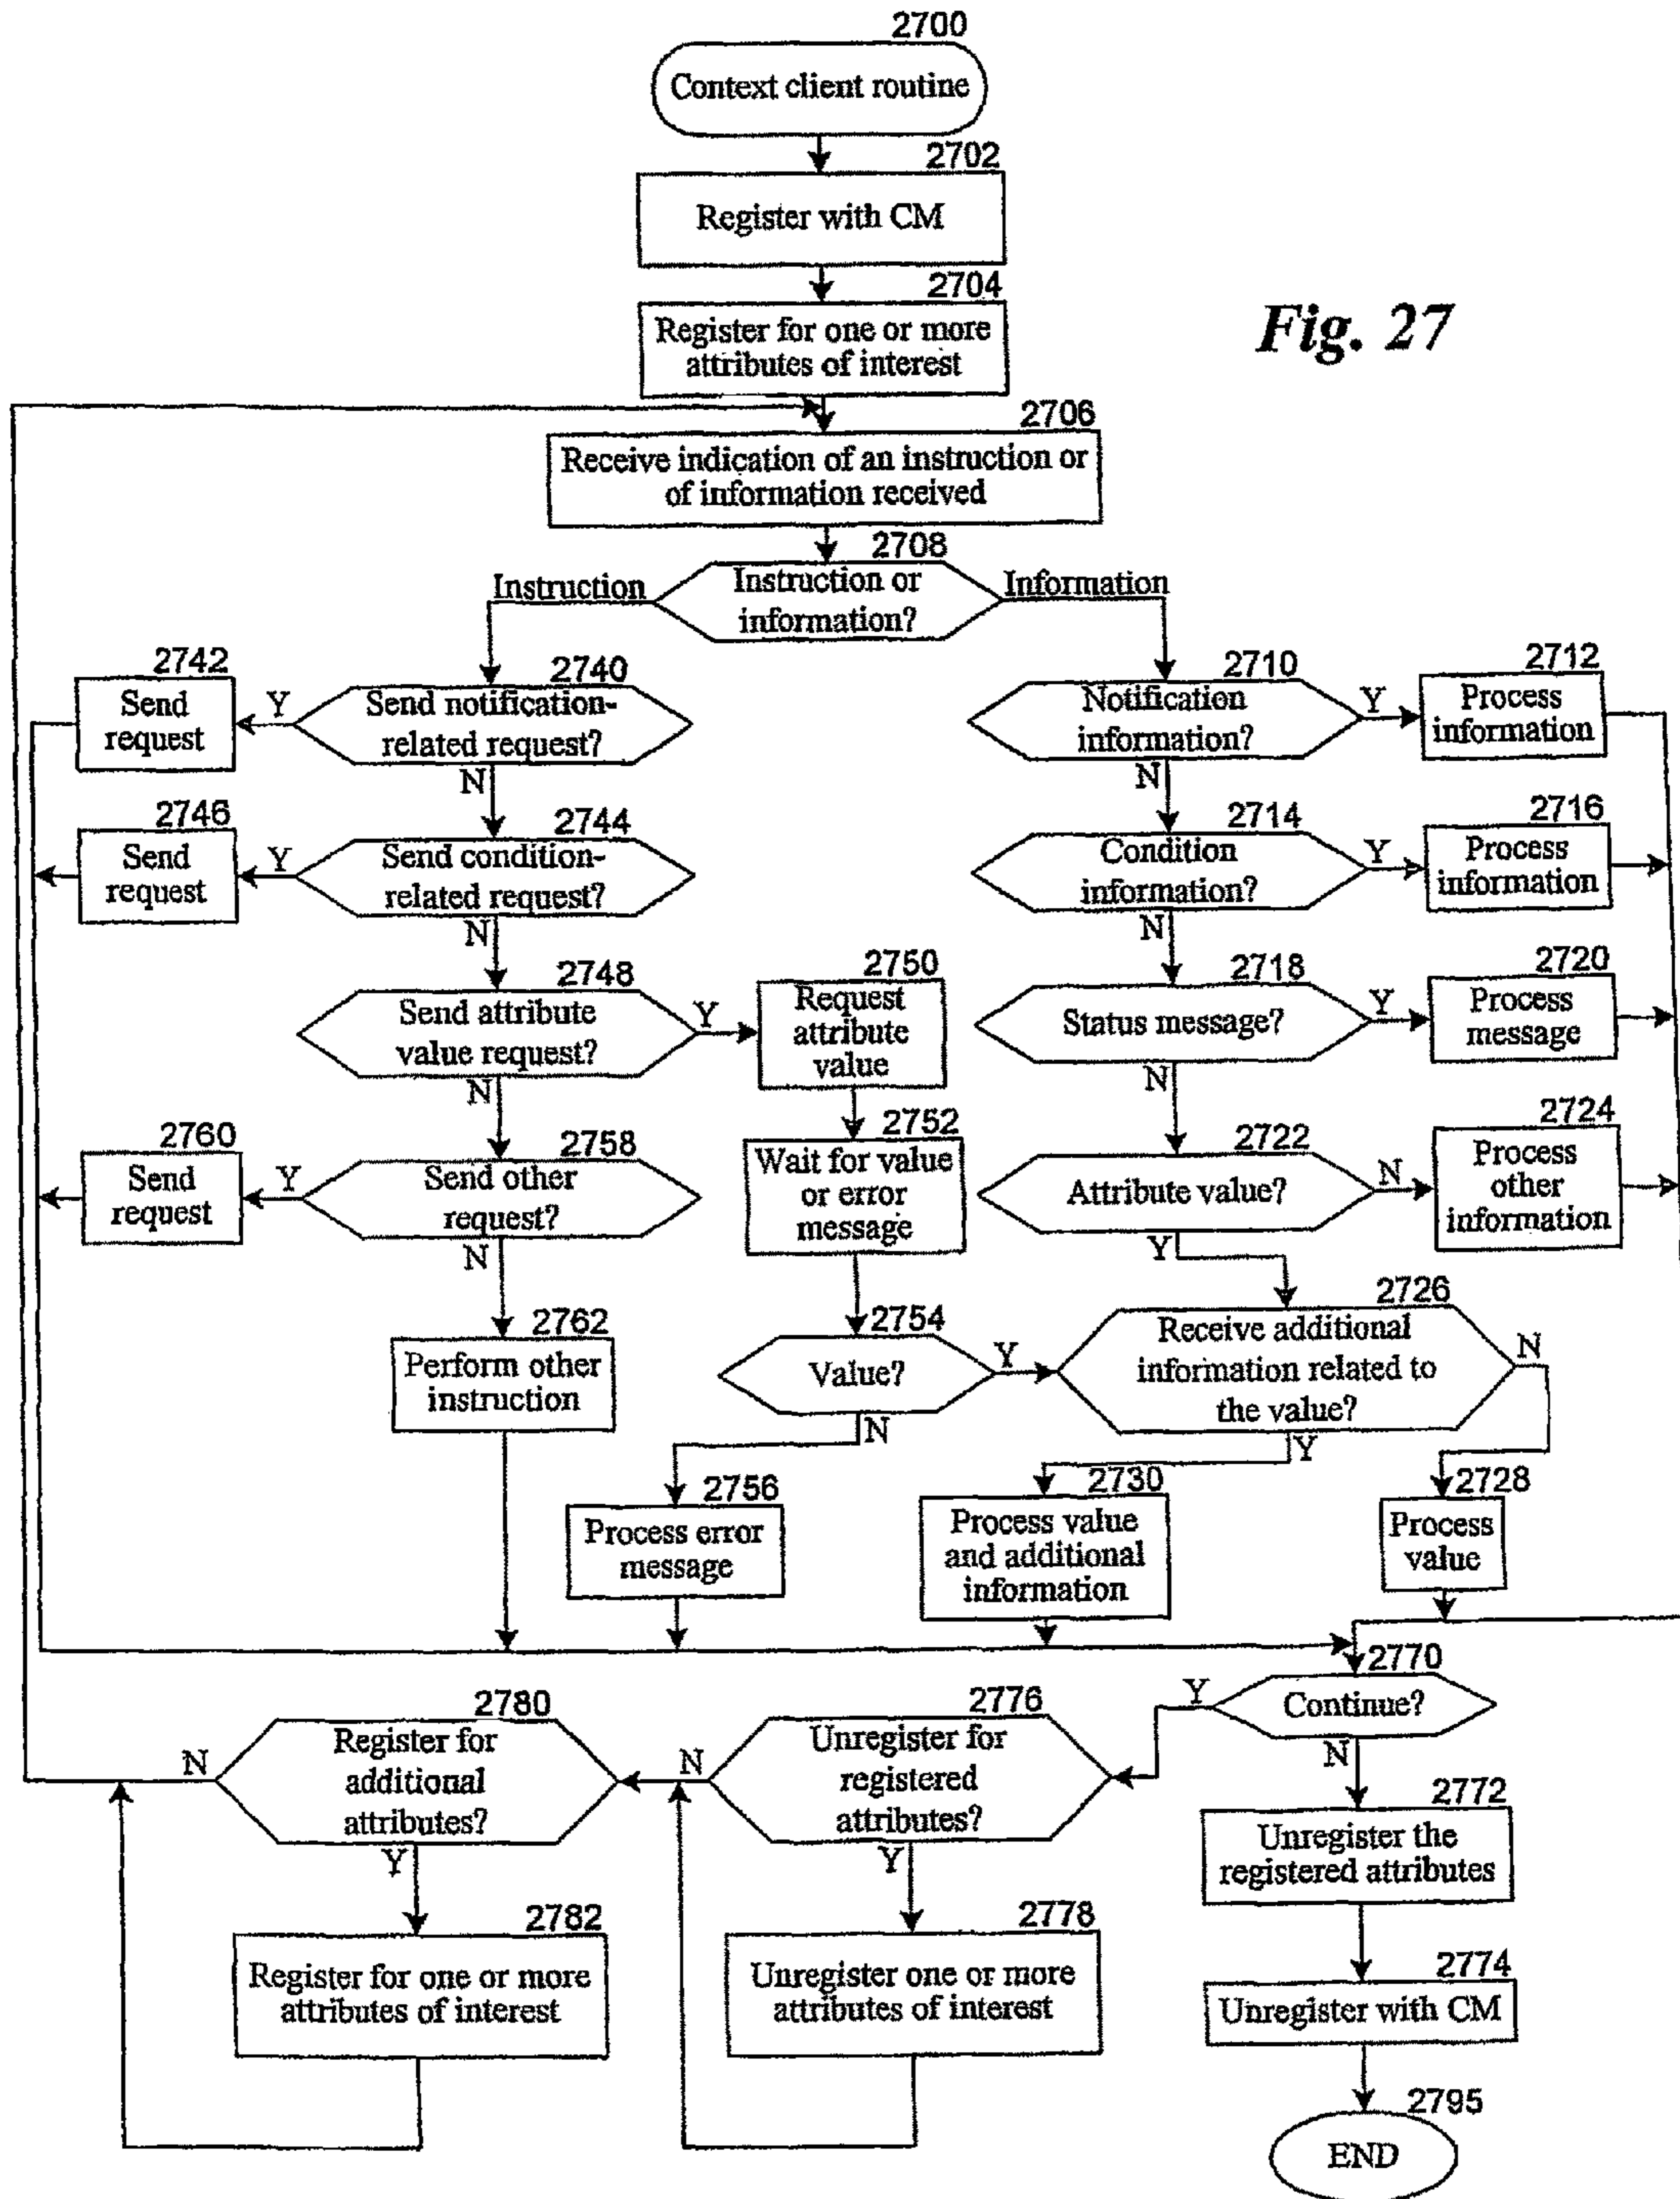 2700
Context client routine
2702
Register with CM
2704
Register for one or more
attributes of interest
Fig. 27
2706
Receive indication of an instruction or
of information received
2708
Instruction
Instruction or
information?
Information
2742
Send
request
Y
2740
Send notification-
related request?
N
2710
Notification
information?
Y
N
2712
Process
information
2746
Send
request
Y
2744
Send condition-
related request?
N
2714
Condition
information?
Y
N
2716
Process
information
2748
Send attribute
value request?
Y
N
2750
Request
attribute
value
2718
Status message?
Y
N
2720
Process
message
2760
Send
request
Y
2758
Send other
request?
N
2752
Wait for value
or error
message
2722
Attribute value?
N
Y
2724
Process
other
information
2762
Perform other
instruction
2754
Value?
Y
N
2726
Receive additional
information related to
the value?
N
Y
2756
Process error
message
2730
Process value
and additional
information
2728
Process
value
2770
Continue?
Y
N
2780
Register for
additional
attributes?
N
Y
2776
Unregister for
registered
attributes?
N
Y
2772
Unregister the
registered attributes
2782
Register for one or more
attributes of interest
2778
Unregister one or more
attributes of interest
2774
Unregister with CM
2795
END